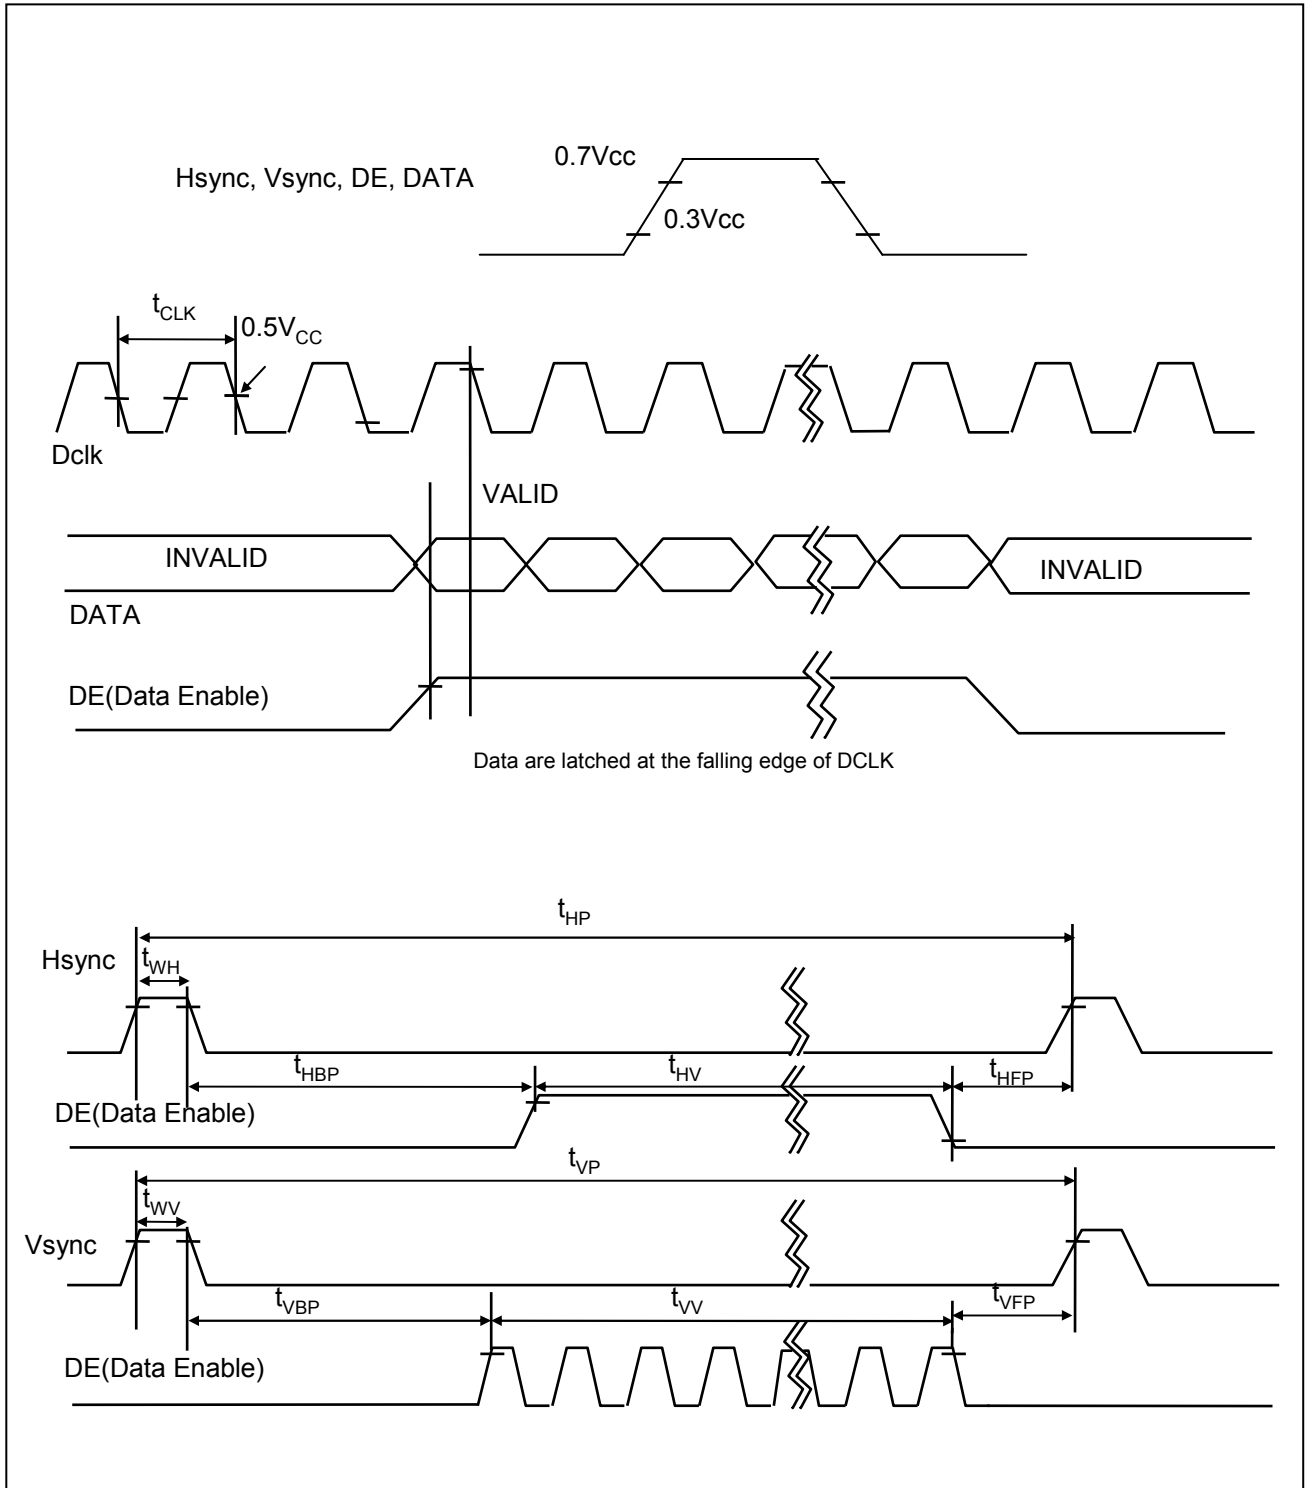 0.7Vcc
Hsync, Vsync, DE, DATA
0.3Vcc
tCLK
0.5VCC
Dclk
VALID
INVALID
INVALID
DATA
DE(Data Enable)
Data are latched at the falling edge of DCLK
tHP
Hsync
tWH
tHBP
tHV
tHFP
DE(Data Enable)
tVP
tWV
Vsync
tVBP
tVV
tVFP
DE(Data Enable)